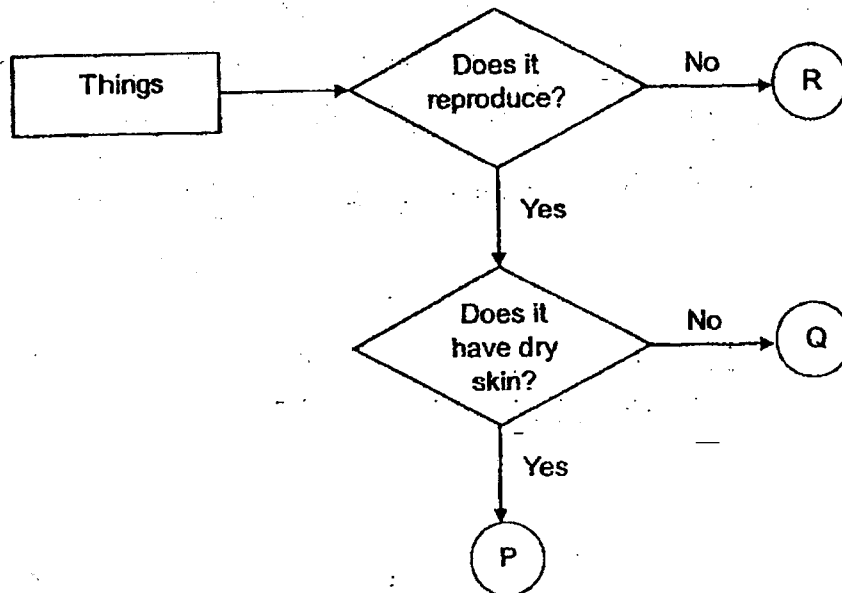 Things
Does it
reproduce?
No
R
Yes
Does it
have dry
skin?
No
Q
Yes
P